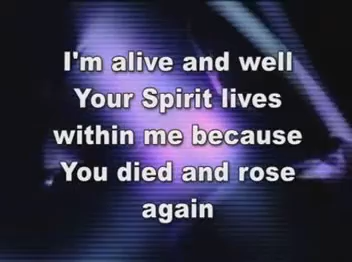 I'm alive and well
Your Spirit lives
within me because
You died and rose
again